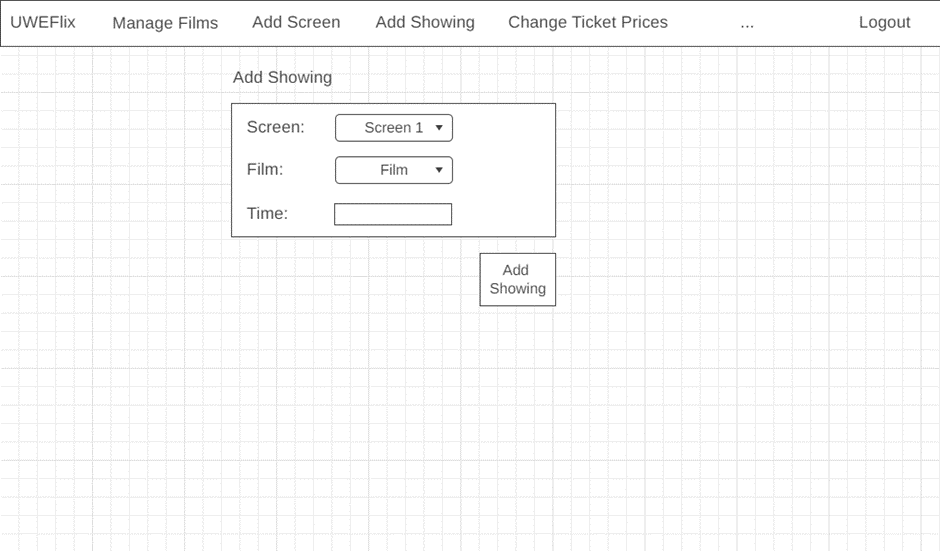 UWEFlix Manage Films Add Screen Add Showing Change Ticket Prices ... Logout
Add Showing
Screen: Screen 1
Film: Film
Time:
Add
Showing